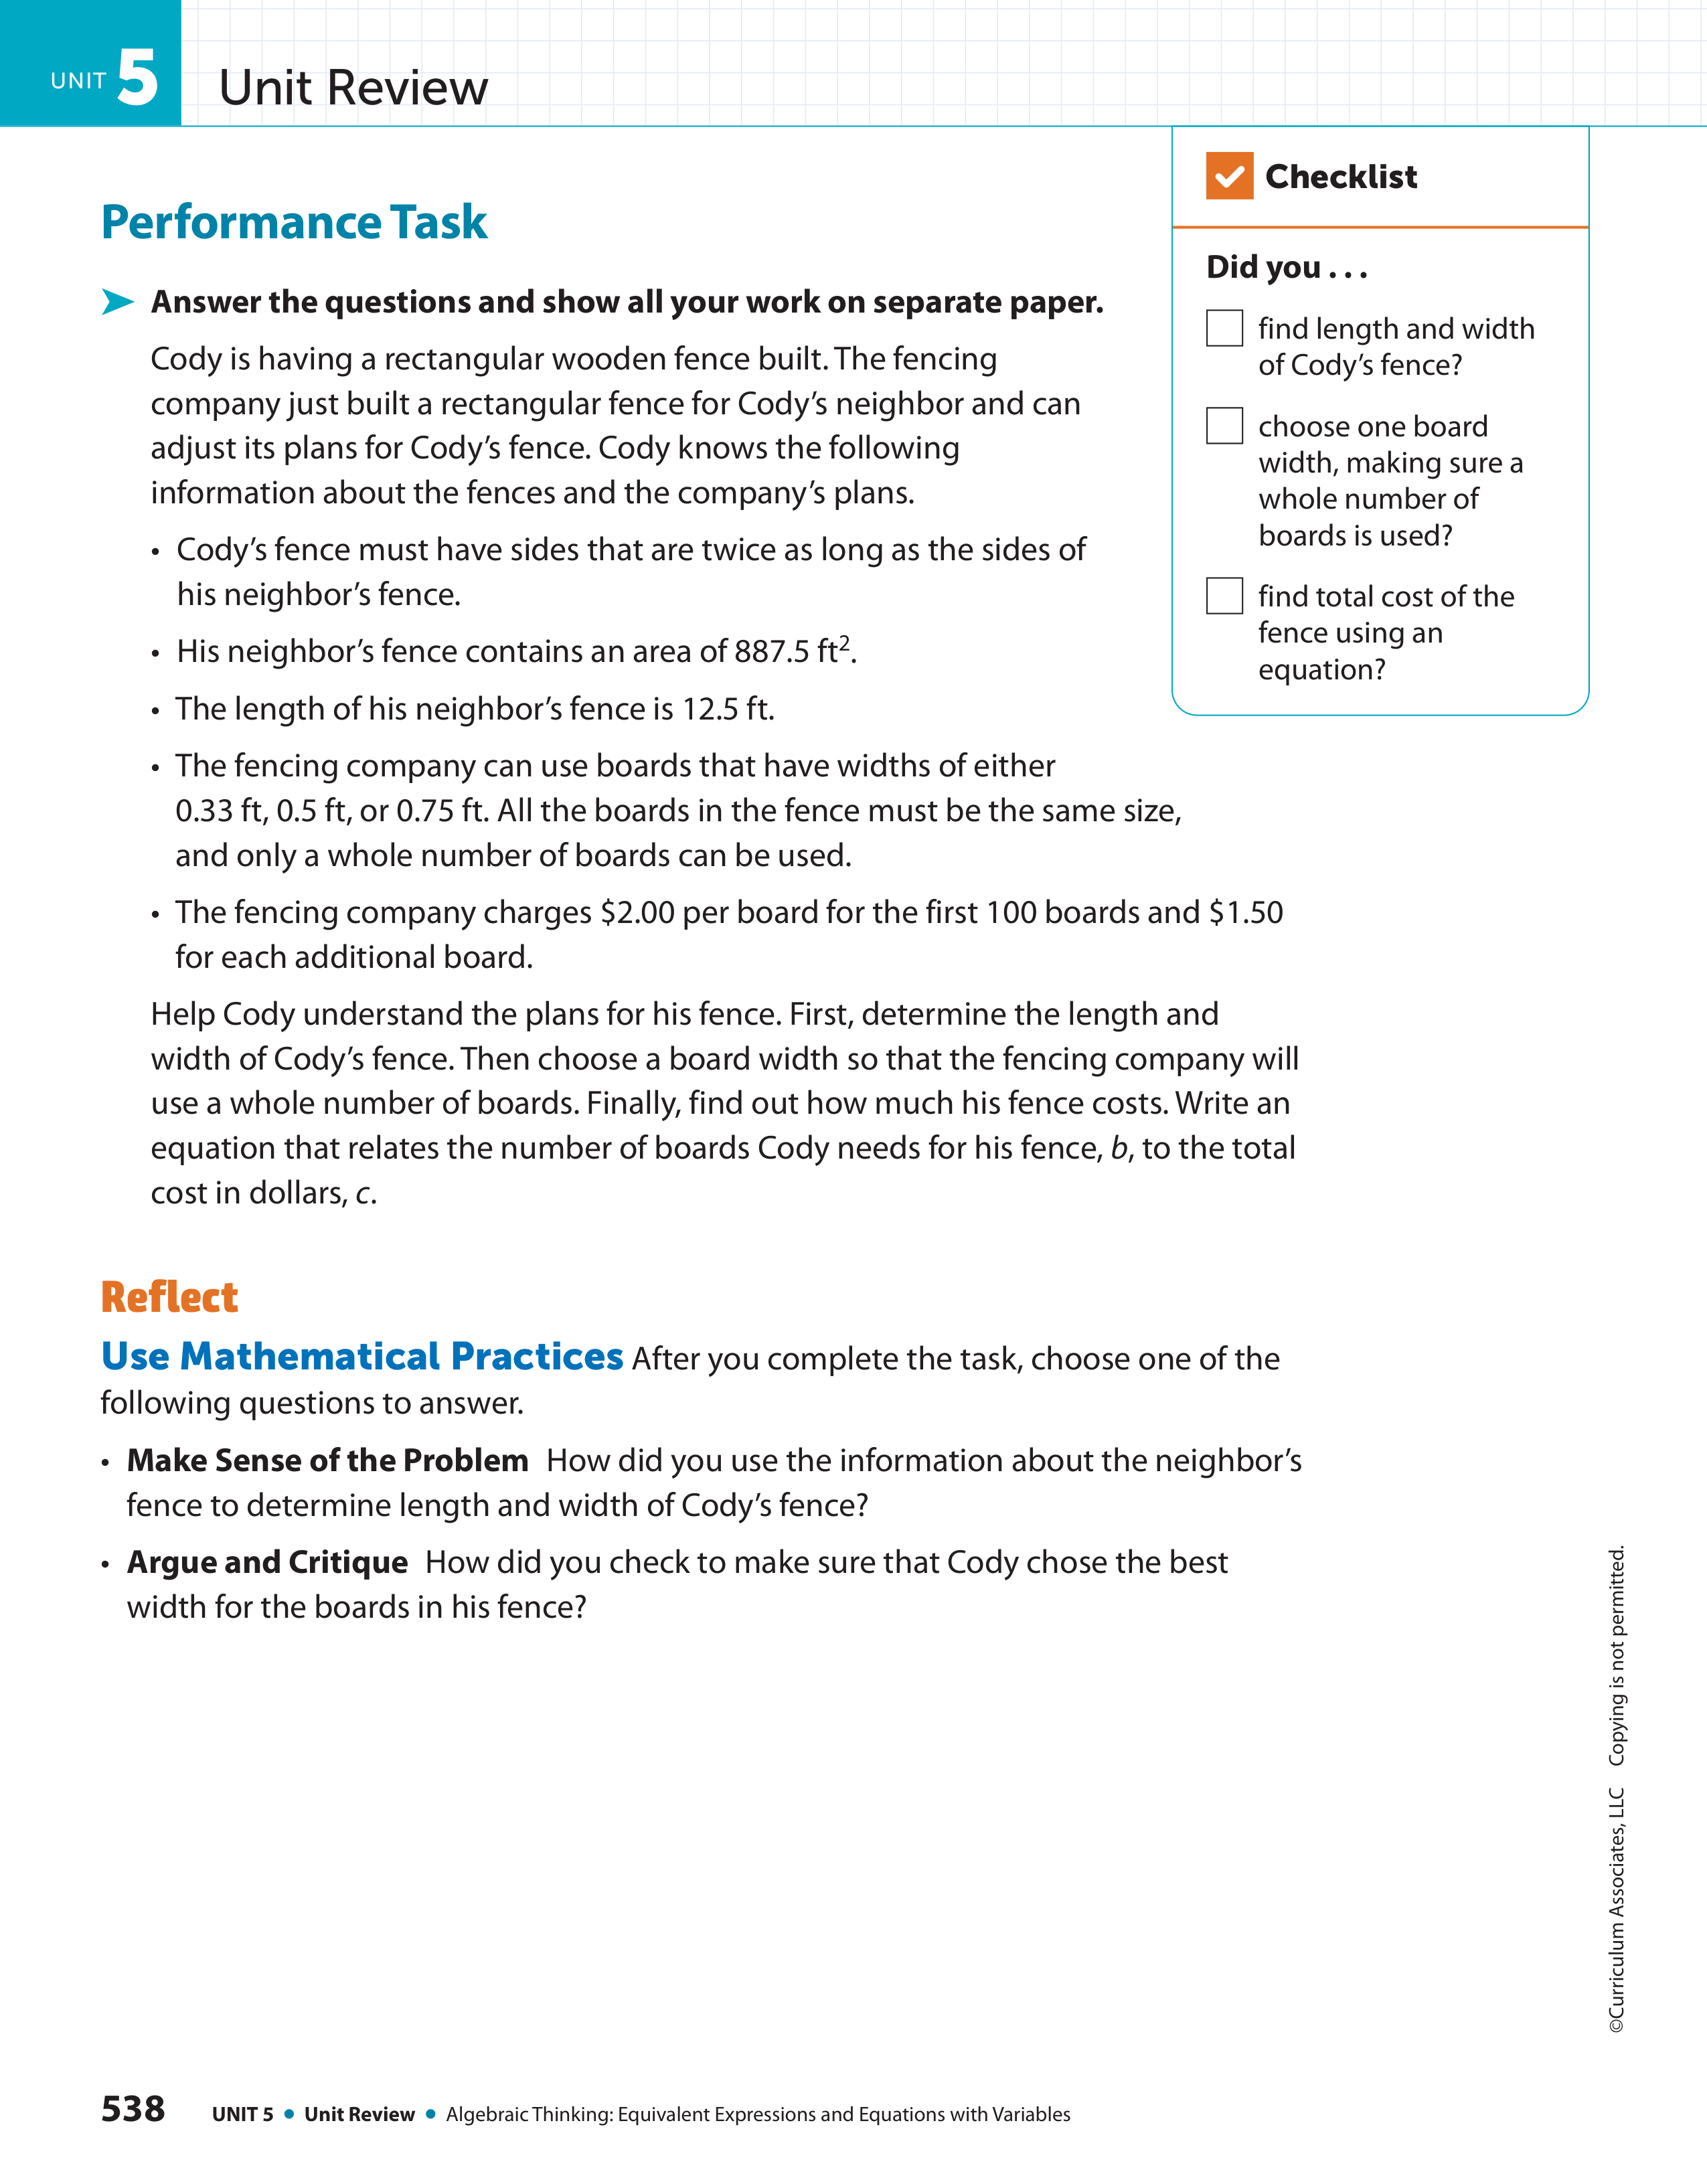 UNIT 5 Unit Review
Performance Task
Answer the questions and show all your work on separate paper.
Cody is having a rectangular wooden fence built. The fencing
company just built a rectangular fence for Cody’s neighbor and can
adjust its plans for Cody’s fence. Cody knows the following
information about the fences and the company’s plans.
• Cody’s fence must have sides that are twice as long as the sides of
his neighbor’s fence.
• His neighbor’s fence contains an area of 887.5 ft².
• The length of his neighbor’s fence is 12.5 ft.
• The fencing company can use boards that have widths of either
0.33 ft, 0.5 ft, or 0.75 ft. All the boards in the fence must be the same size,
and only a whole number of boards can be used.
• The fencing company charges $2.00 per board for the first 100 boards and $1.50
for each additional board.
Help Cody understand the plans for his fence. First, determine the length and
width of Cody’s fence. Then choose a board width so that the fencing company will
use a whole number of boards. Finally, find out how much his fence costs. Write an
equation that relates the number of boards Cody needs for his fence, b, to the total
cost in dollars, c.
Checklist
Did you . . .
find length and width
of Cody’s fence?
choose one board
width, making sure a
whole number of
boards is used?
find total cost of the
fence using an
equation?
Reflect
Use Mathematical Practices After you complete the task, choose one of the
following questions to answer.
• Make Sense of the Problem How did you use the information about the neighbor’s
fence to determine length and width of Cody’s fence?
• Argue and Critique How did you check to make sure that Cody chose the best
width for the boards in his fence?
©Curriculum Associates, LLC Copying is not permitted.
538 UNIT 5 • Unit Review • Algebraic Thinking: Equivalent Expressions and Equations with Variables